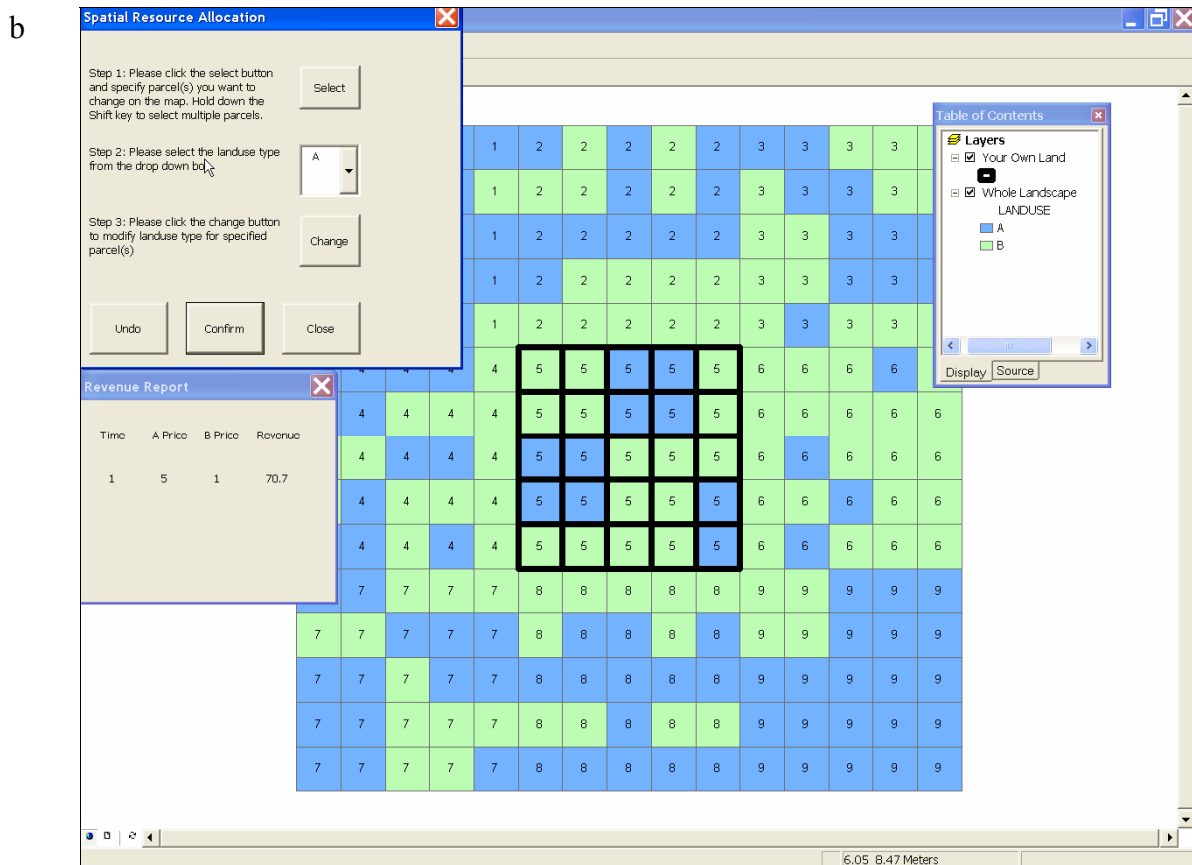 b
Spatial Resource Allocation
Step 1: Please click the select button
and specify parcel(s) you want to
change on the map. Hold down the
Shift key to select multiple parcels.
Select
Step 2: Please select the landuse type
from the drop down bo
A
Step 3: Please click the change button
to modify landuse type for specified
parcel(s)
Change
Undo Confirm Close
Revenue Report
Time A Price B Price Revenue
1 5 1 70.7
Table of Contents
Layers
Your Own Land
Whole Landscape
LANDUSE
A
B
Display Source
1 2 2 2 2 2 3 3 3 3
1 2 2 2 2 2 3 3 3 3
1 2 2 2 2 2 3 3 3 3
1 2 2 2 2 2 3 3 3 3
1 2 2 2 2 2 3 3 3 3
4 4 4 4 5 5 5 5 5 6 6 6 6
4 4 4 4 5 5 5 5 5 6 6 6 6 6
4 4 4 4 5 5 5 5 5 6 6 6 6 6
4 4 4 4 5 5 5 5 5 6 6 6 6 6
4 4 4 4 5 5 5 5 5 6 6 6 6 6
7 7 7 7 8 8 8 8 8 9 9 9 9 9
7 7 7 7 7 8 8 8 8 8 9 9 9 9 9
7 7 7 7 7 8 8 8 8 8 9 9 9 9 9
7 7 7 7 7 8 8 8 8 8 9 9 9 9 9
7 7 7 7 7 8 8 8 8 8 9 9 9 9 9
6.05 8.47 Meters